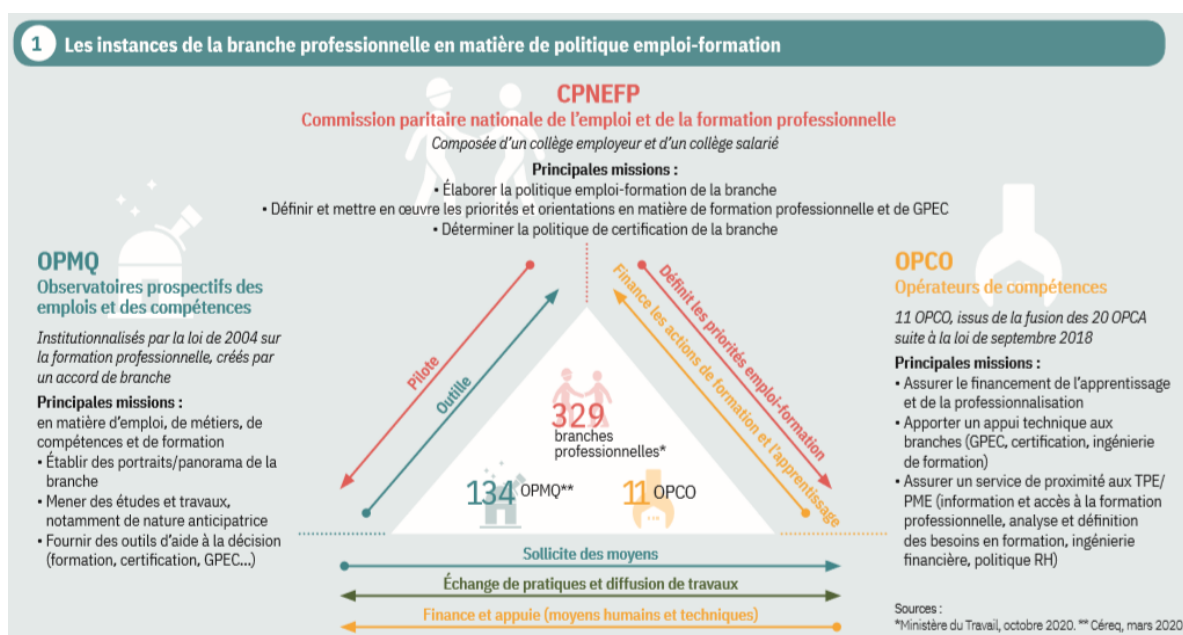 1 Les instances de la branche professionnelle en matière de politique emploi-formation
CPNEFP
Commission paritaire nationale de l'emploi et de la formation professionnelle
Composée d'un collège employeur et d'un collège salarié
Principales missions :
• Élaborer la politique emploi-formation de la branche
• Définir et mettre en œuvre les priorités et orientations en matière de formation professionnelle et de GPEC
• Déterminer la politique de certification de la branche
OPMQ
Observatoires prospectifs des
emplois et des compétences
Institutionnalisés par la loi de 2004 sur
la formation professionnelle, créés par
un accord de branche
Principales missions :
en matière d'emploi, de métiers, de
compétences et de formation
• Établir des portraits/panorama de la
branche
• Mener des études et travaux,
notamment de nature anticipatrice
• Fournir des outils d'aide à la décision
(formation, certification, GPEC...)
Pilote
Outille
329
branches
professionnelles*
134 OPMQ**
11 OPCO
Définit les priorités emploi-formation
Finance les actions de formation et l'apprentissage
OPCO
Opérateurs de compétences
11 OPCO, issus de la fusion des 20 OPCA
suite à la loi de septembre 2018
Principales missions :
• Assurer le financement de l'apprentissage
et de la professionnalisation
• Apporter un appui technique aux
branches (GPEC, certification, ingénierie
de formation)
• Assurer un service de proximité aux TPE/
PME (information et accès à la formation
professionnelle, analyse et définition
des besoins en formation, ingénierie
financière, politique RH)
Sollicite des moyens
Échange de pratiques et diffusion de travaux
Finance et appuie (moyens humains et techniques)
Sources :
*Ministère du Travail, octobre 2020. ** Céreq, mars 2020